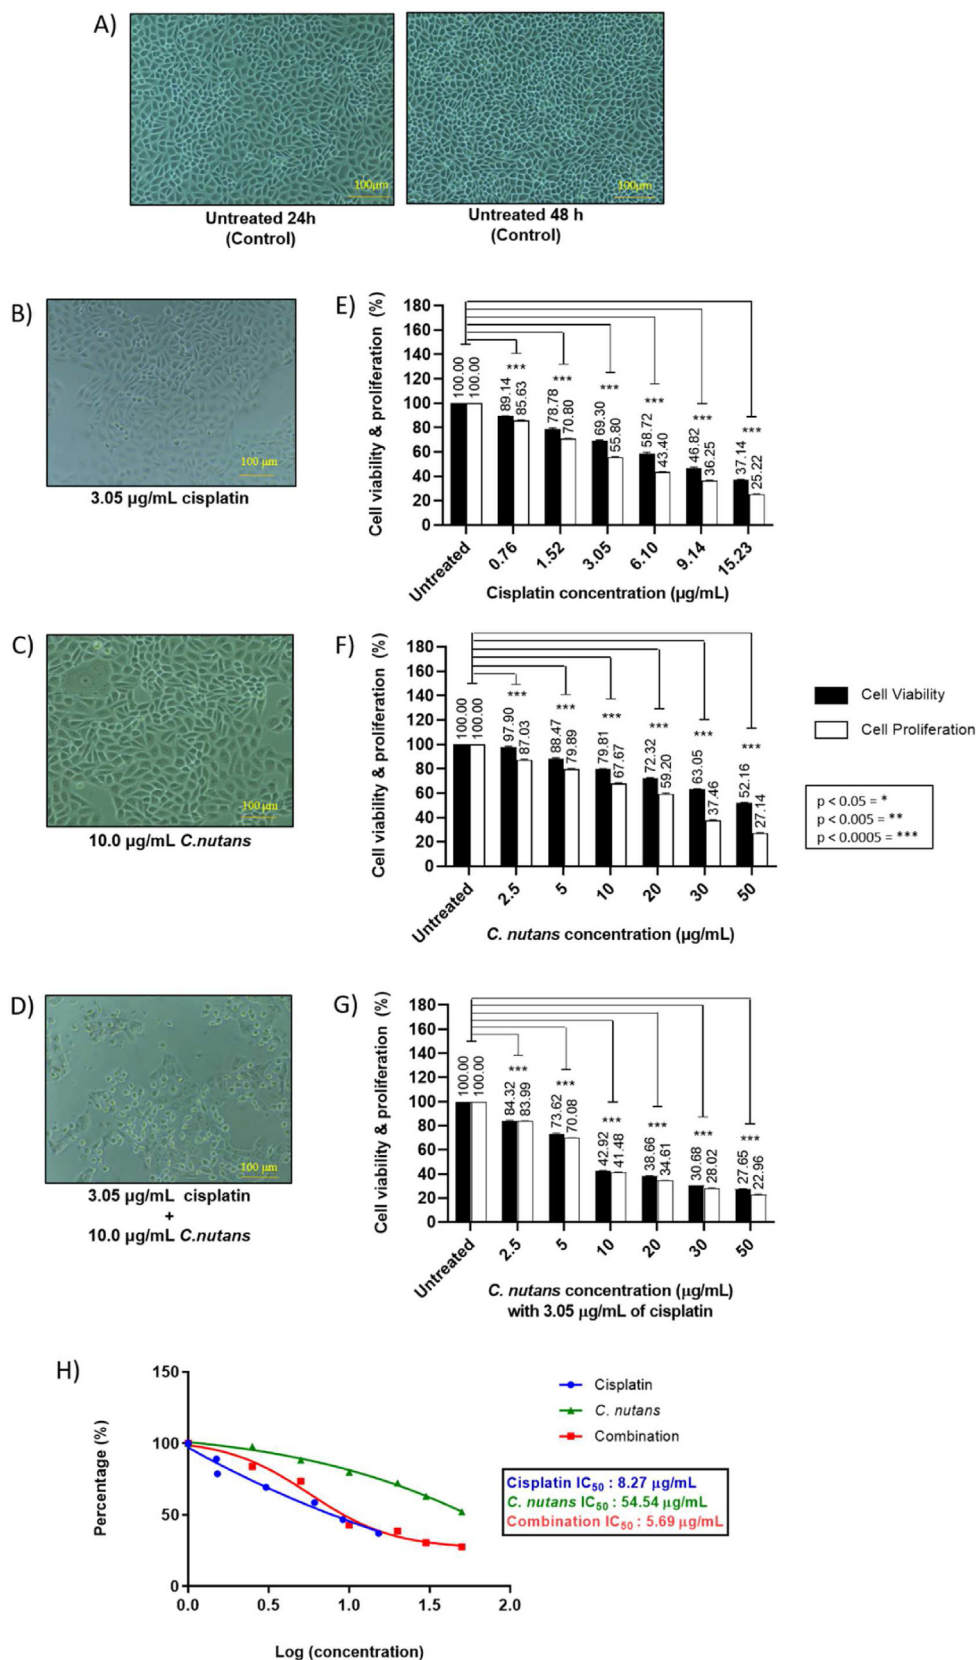 A)
100µm
100µm
Untreated 24h
(Control)
Untreated 48 h
(Control)
B)
100 µm
3.05 µg/mL cisplatin
E)
Cell viability & proliferation (%)
180
160
140
120
100
80
60
40
20
0
100.00
100.00
89.14
85.63
78.78
70.80
69.30
55.80
58.72
43.40
46.82
36.25
37.14
25.22
***
***
***
***
***
***
Untreated
0.76
1.52
3.05
6.10
9.14
15.23
Cisplatin concentration (µg/mL)
C)
100 µm
10.0 µg/mL C.nutans
F)
Cell viability & proliferation (%)
180
160
140
120
100
80
60
40
20
0
100.00
100.00
97.90
87.03
88.47
79.89
79.81
67.67
72.32
59.20
63.05
37.46
52.16
27.14
***
***
***
***
***
***
Untreated
2.5
5
10
20
30
50
C. nutans concentration (µg/mL)
Cell Viability
Cell Proliferation
p < 0.05 = *
p < 0.005 = **
p < 0.0005 = ***
D)
100 µm
3.05 µg/mL cisplatin
+
10.0 µg/mL C.nutans
G)
Cell viability & proliferation (%)
180
160
140
120
100
80
60
40
20
0
100.00
100.00
84.32
83.99
73.62
70.08
42.92
41.48
38.66
34.61
30.68
28.02
27.65
22.96
***
***
***
***
***
***
Untreated
2.5
5
10
20
30
50
C. nutans concentration (µg/mL)
with 3.05 µg/mL of cisplatin
H)
Percentage (%)
150
100
50
0
0.0
0.5
1.0
1.5
2.0
Log (concentration)
Cisplatin
C. nutans
Combination
Cisplatin IC50 : 8.27 µg/mL
C. nutans IC50 : 54.54 µg/mL
Combination IC50 : 5.69 µg/mL